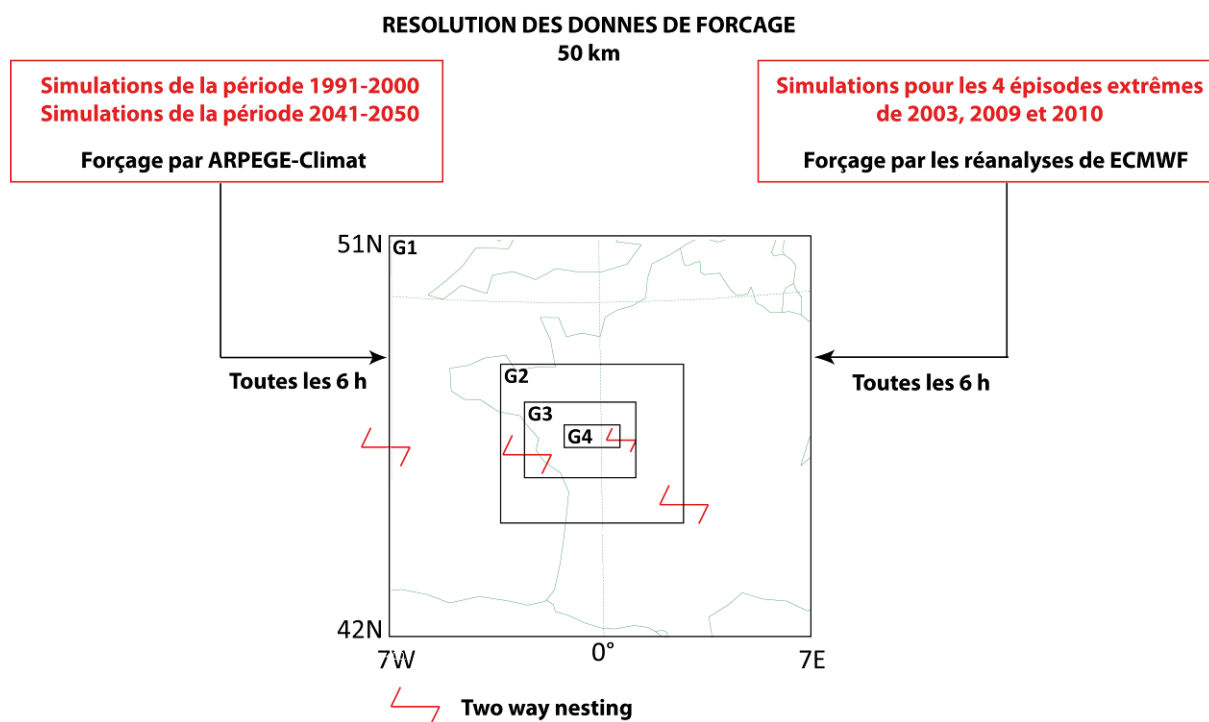 RESOLUTION DES DONNES DE FORCAGE
50 km
Simulations de la période 1991-2000
Simulations de la période 2041-2050
Forçage par ARPEGE-Climat
Simulations pour les 4 épisodes extrêmes
de 2003, 2009 et 2010
Forçage par les réanalyses de ECMWF
51N
G1
Toutes les 6 h
Toutes les 6 h
G2
G3
G4
42N
7W
0°
7E
Two way nesting